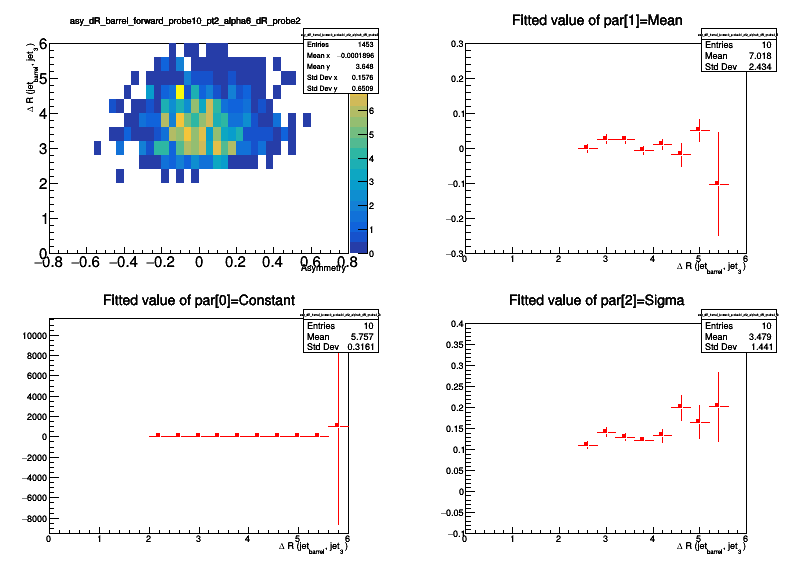 asy_dR_barrel_forward_probe10_pt2_alpha6_dR_probe2
Entries 1453
Mean x −0.0001896
Mean y 3.648
Std Dev x 0.1576
Std Dev y 0.6509
Δ R (jet_barrel, jet_3)
6
5
4
3
2
1
0
−0.8 −0.6 −0.4 −0.2 0 0.2 0.4 0.6 0.8
Asymmetry
6
5
4
3
2
1
0
Fitted value of par[1]=Mean
Entries 10
Mean 7.018
Std Dev 2.434
0.3
0.2
0.1
0
−0.1
−0.2
−0.3
0 1 2 3 4 5 6
Δ R (jet_barrel, jet_3)
Fitted value of par[0]=Constant
Entries 10
Mean 5.757
Std Dev 0.3161
10000
8000
6000
4000
2000
0
−2000
−4000
−6000
−8000
0 1 2 3 4 5 6
Δ R (jet_barrel, jet_3)
Fitted value of par[2]=Sigma
Entries 10
Mean 3.479
Std Dev 1.441
0.4
0.35
0.3
0.25
0.2
0.15
0.1
0.05
0
−0.05
−0.1
0 1 2 3 4 5 6
Δ R (jet_barrel, jet_3)